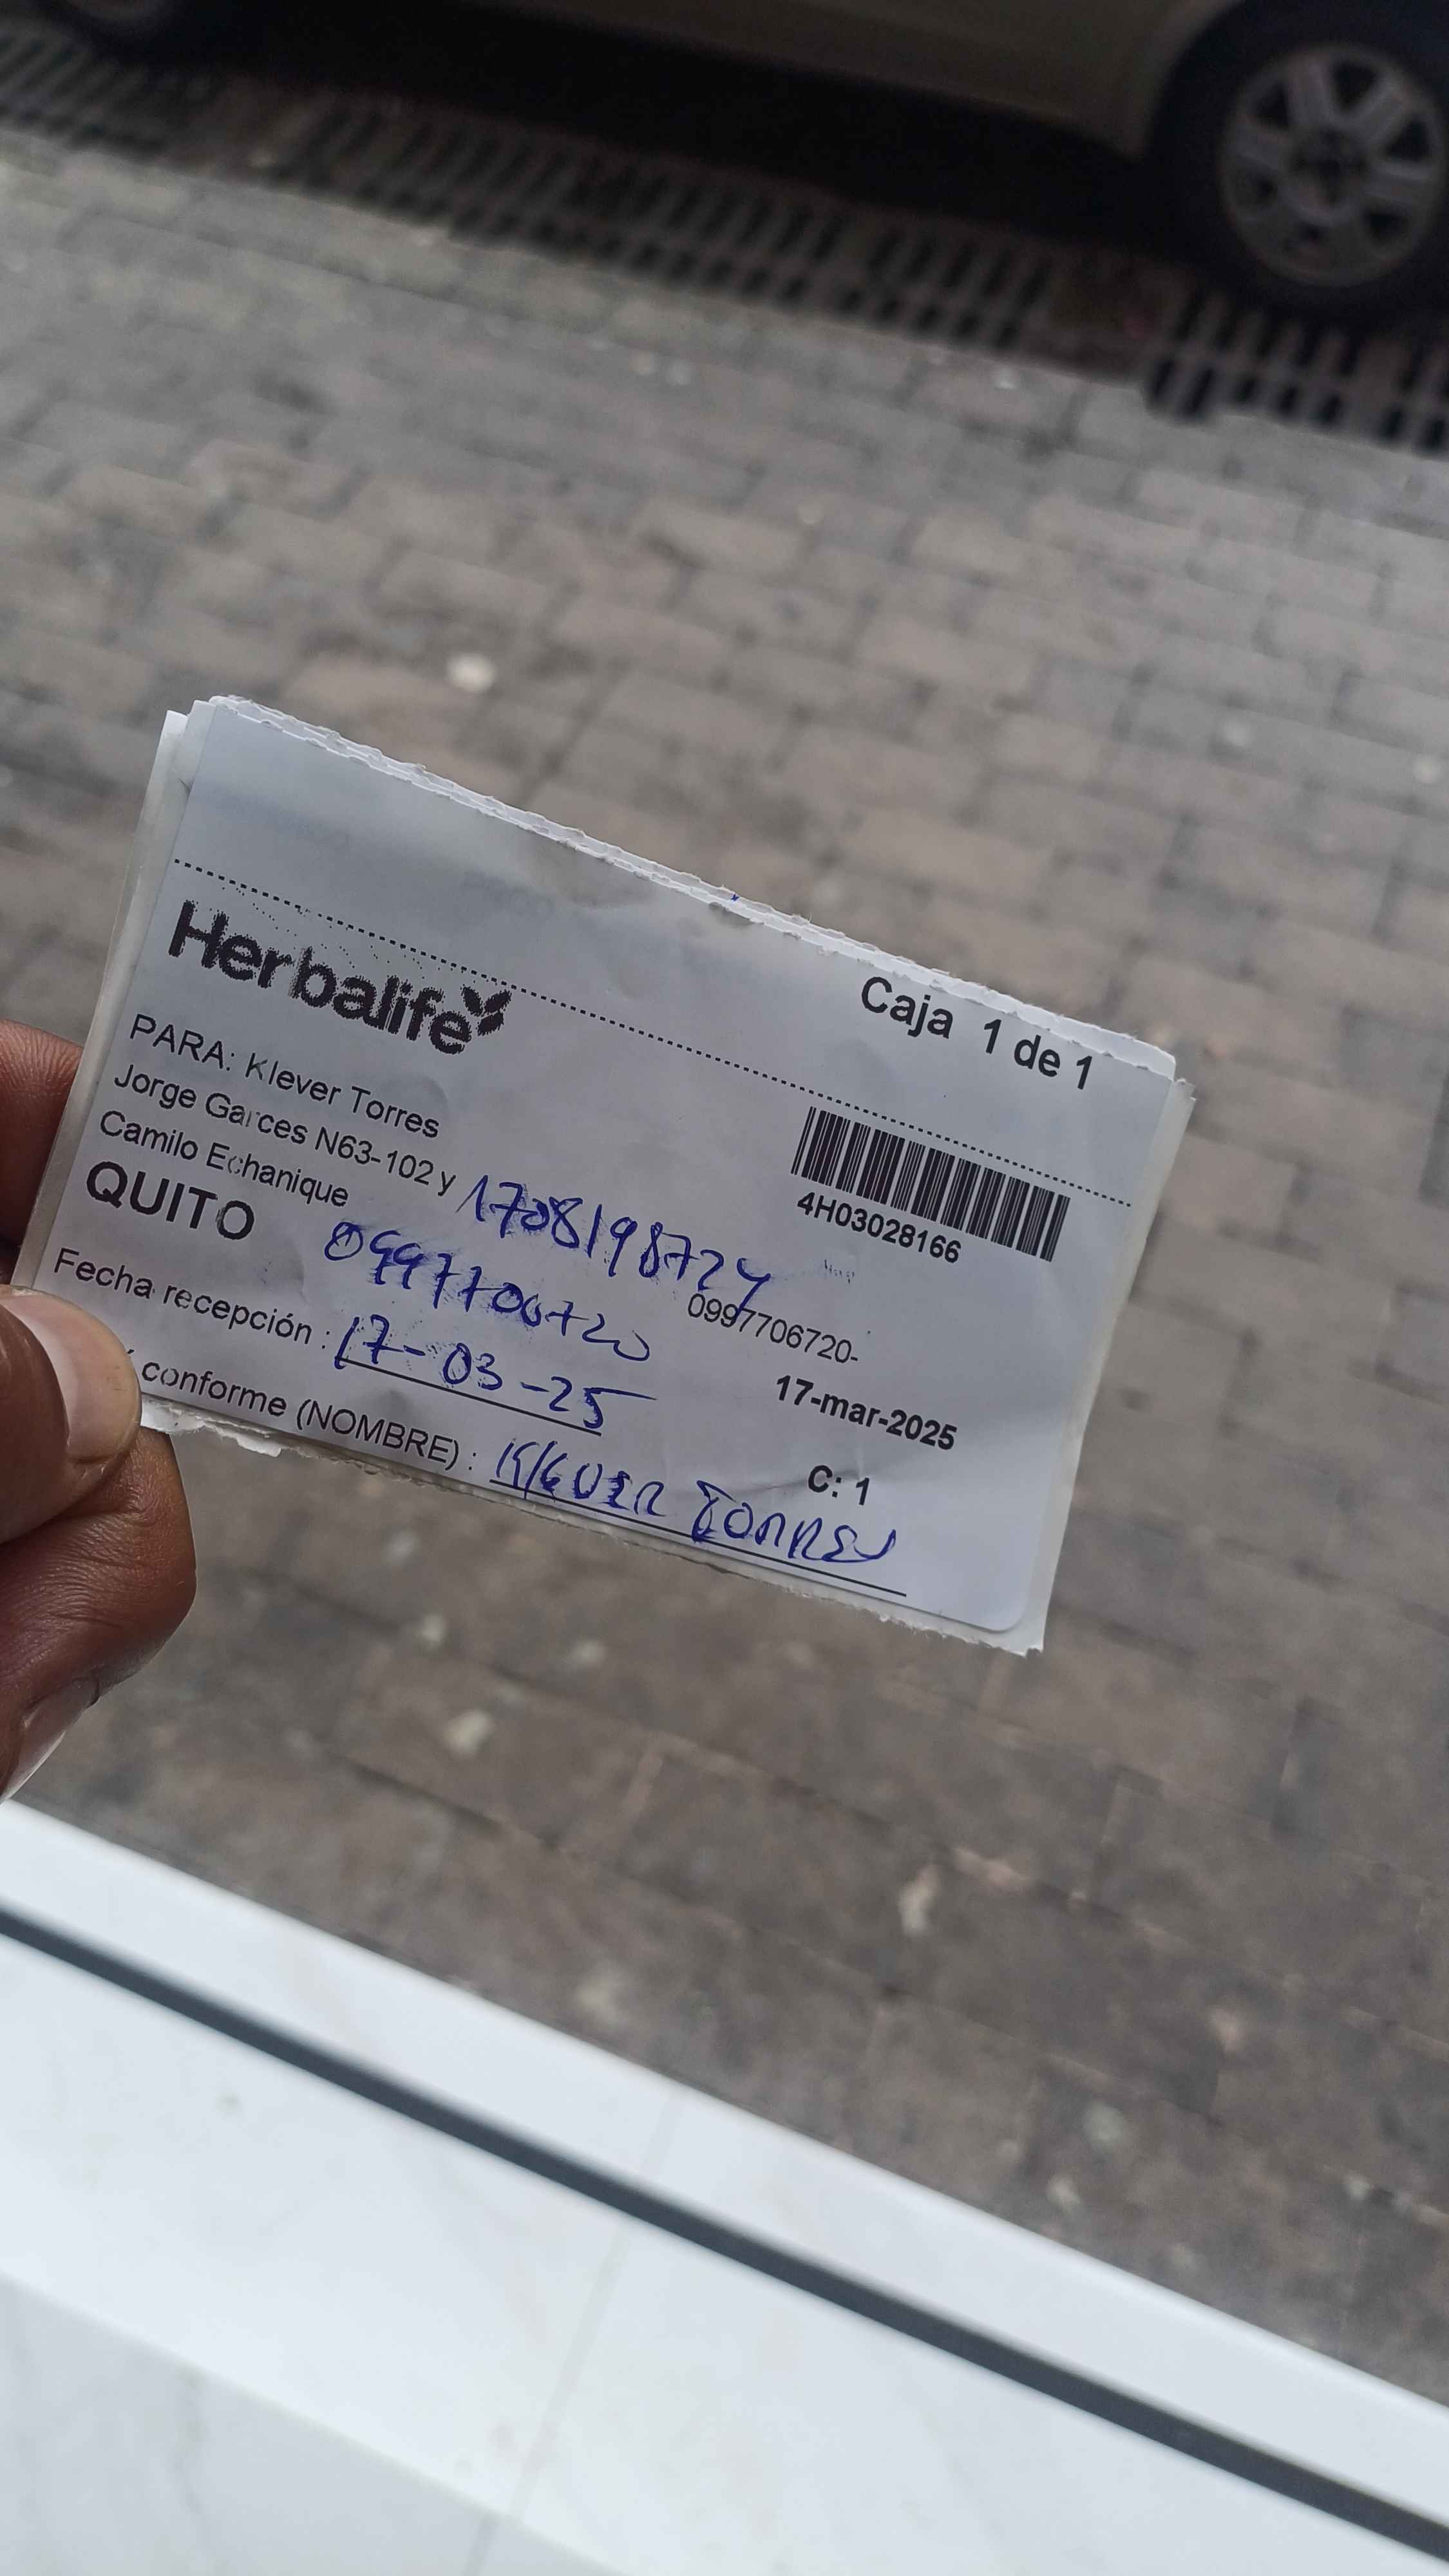 Caja 1 de 1
Herbalife
4H03028166
PARA: Klever Torres
Jorge Garces N63-102 y
Camilo Echanique
1708198724
QUITO
0997706720
0997706720-
Fecha recepción : 17-03-25
17-mar-2025
C: 1
conforme (NOMBRE) : KlEVER TORRES